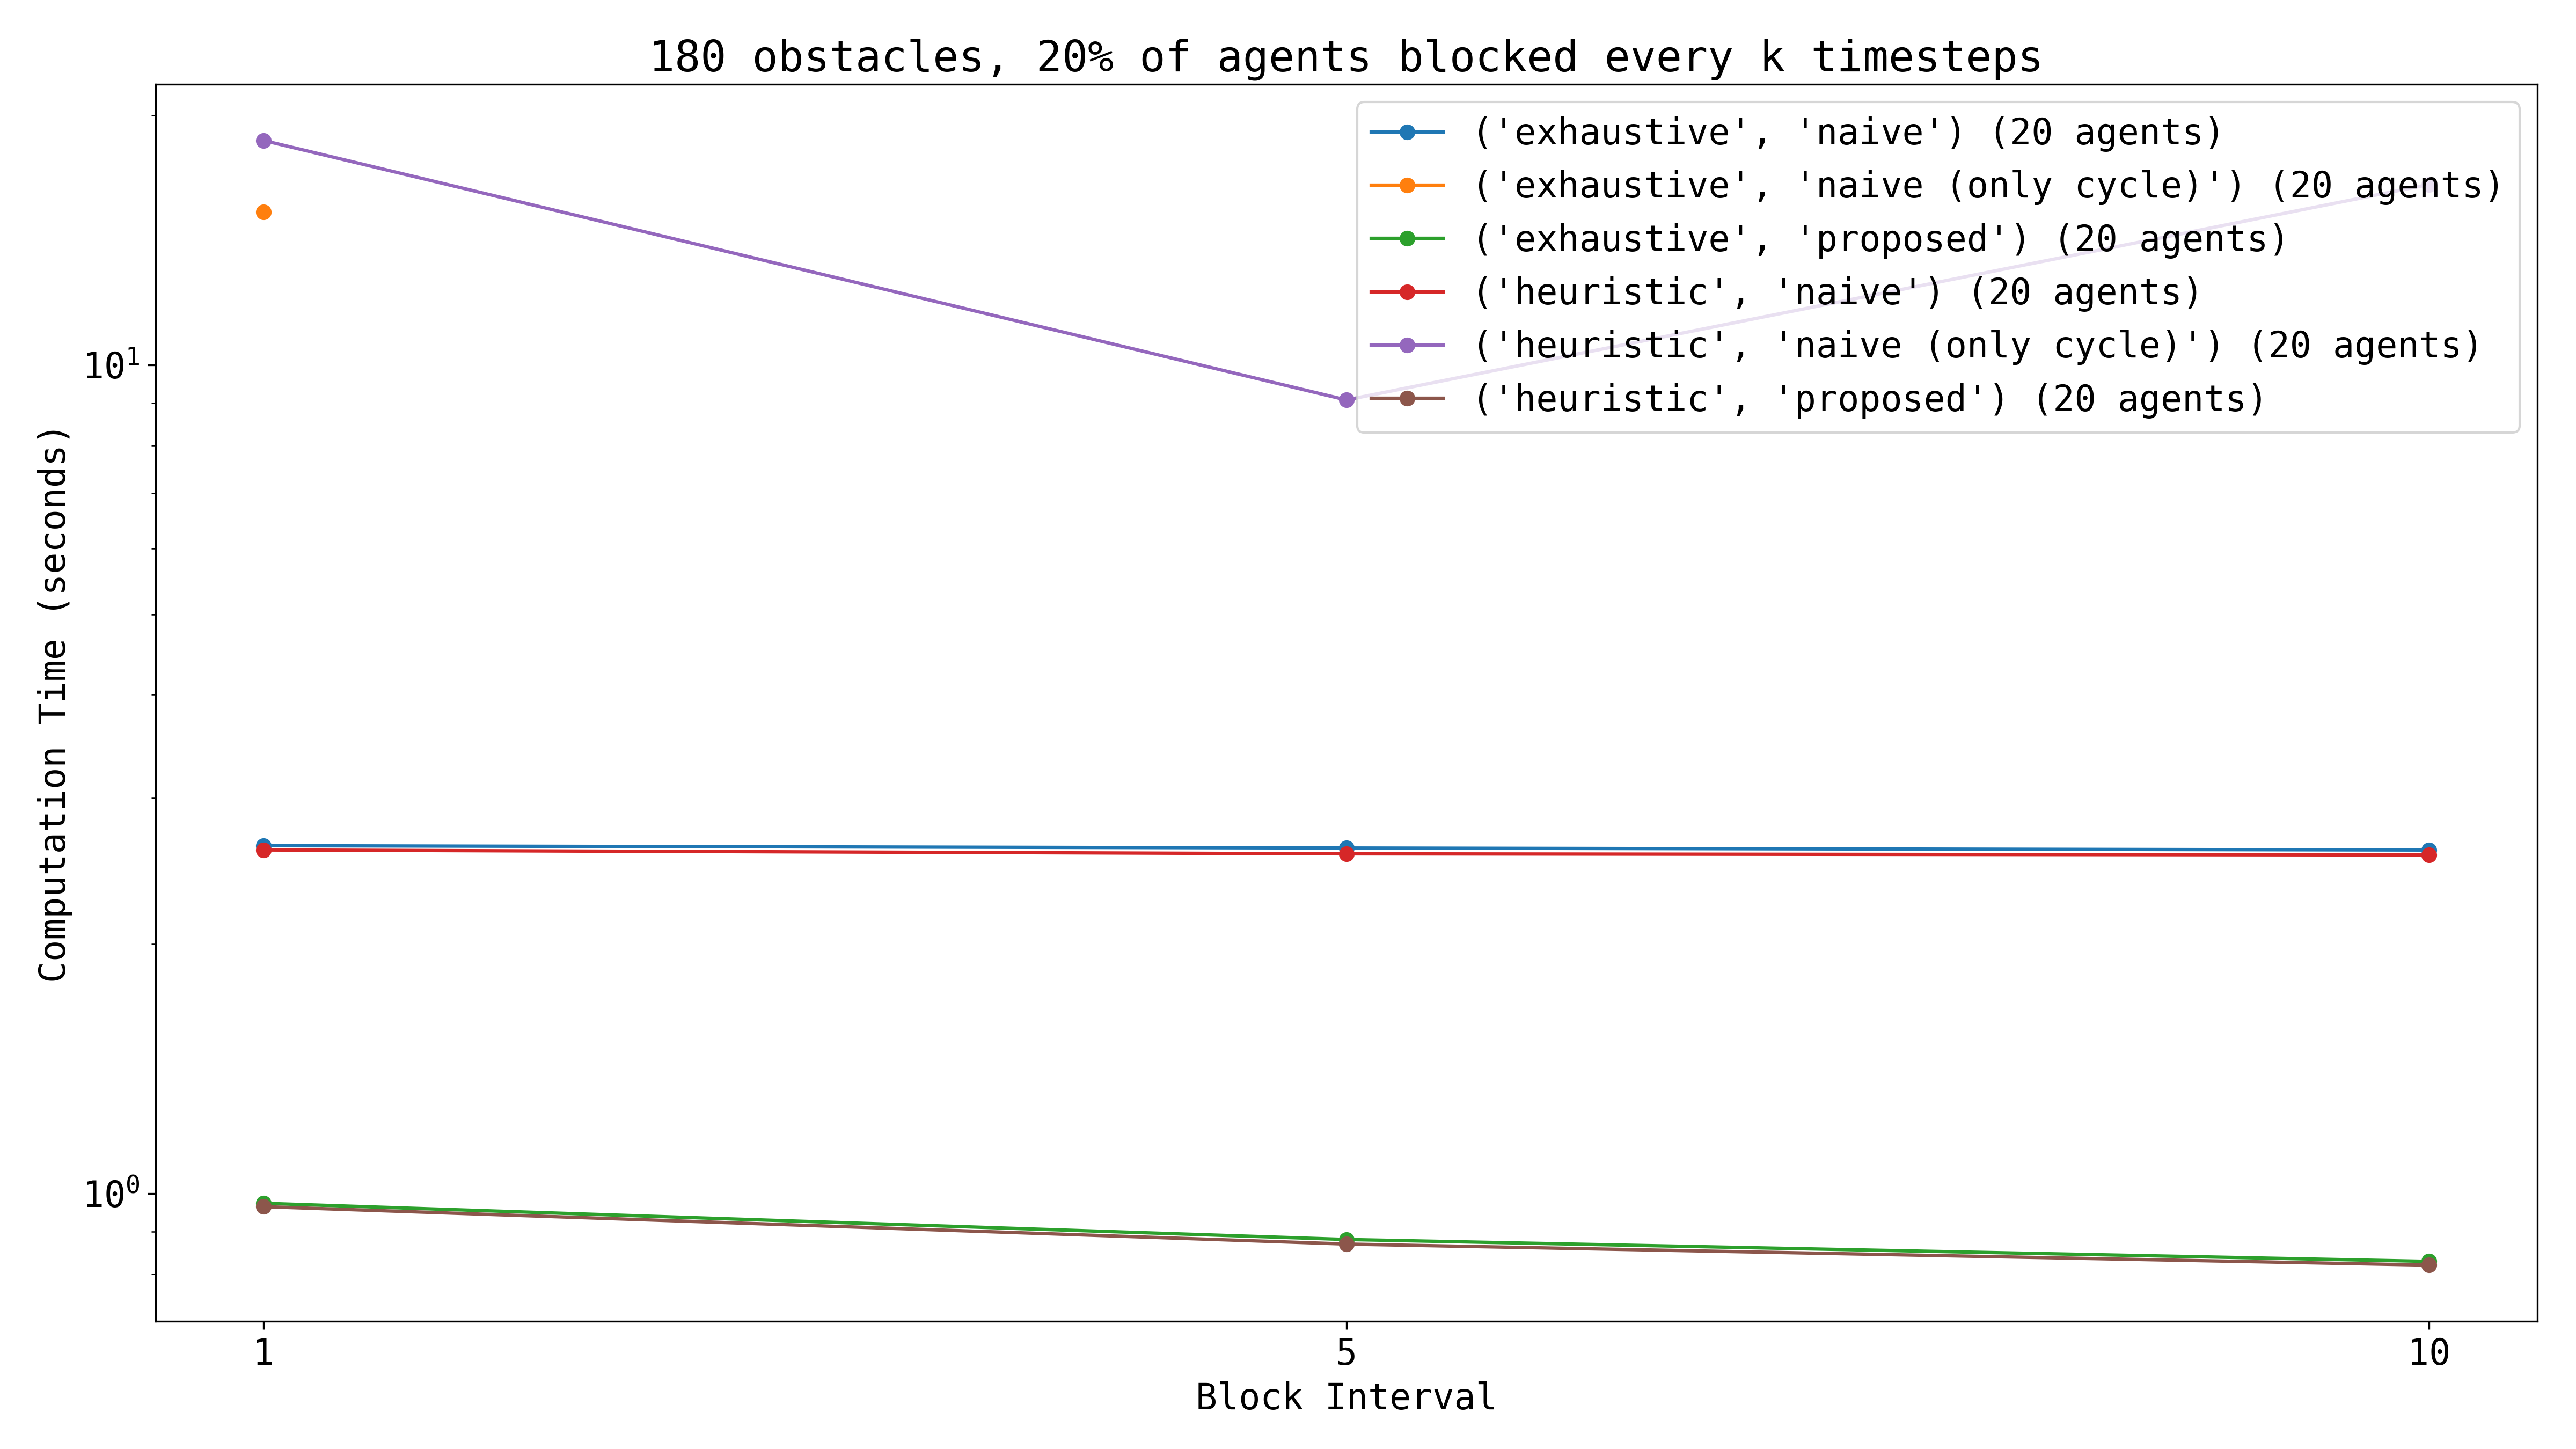 180 obstacles, 20% of agents blocked every k timesteps
('exhaustive', 'naive') (20 agents)
('exhaustive', 'naive (only cycle)') (20 agents)
('exhaustive', 'proposed') (20 agents)
('heuristic', 'naive') (20 agents)
('heuristic', 'naive (only cycle)') (20 agents)
('heuristic', 'proposed') (20 agents)
Computation Time (seconds)
10¹
10⁰
1 5 10
Block Interval